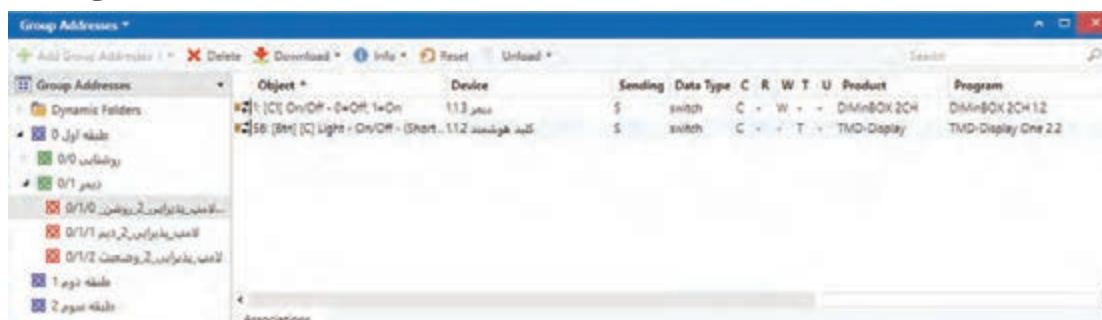 Group Addresses
Add Group Addresses Delete Download Info Reset Unload Search
Group Addresses Object Device Sending Data Type C R W T U Product Program
Dynamic Folders 1: [C1] On/Off - 0=Off, 1=On 1.1.3 دیمر S switch C - W - - DIMinBOX 2CH DIMinBOX 2CH 1.2
0 طبقه اول 58: [Btn] [C] Light - On/Off - (Short... 1.1.2 کلید هوشمند S switch C - - T - TMD-Display TMD-Display One 2.2
0/0 روشنایی
0/1 دیمر
0/1/0 لامپ_پذیرایی_2_روشن_...
0/1/1 لامپ_پذیرایی_2_دیم
0/1/2 لامپ_پذیرایی_2_وضعیت
1 طبقه دوم
2 طبقه سوم
Associations